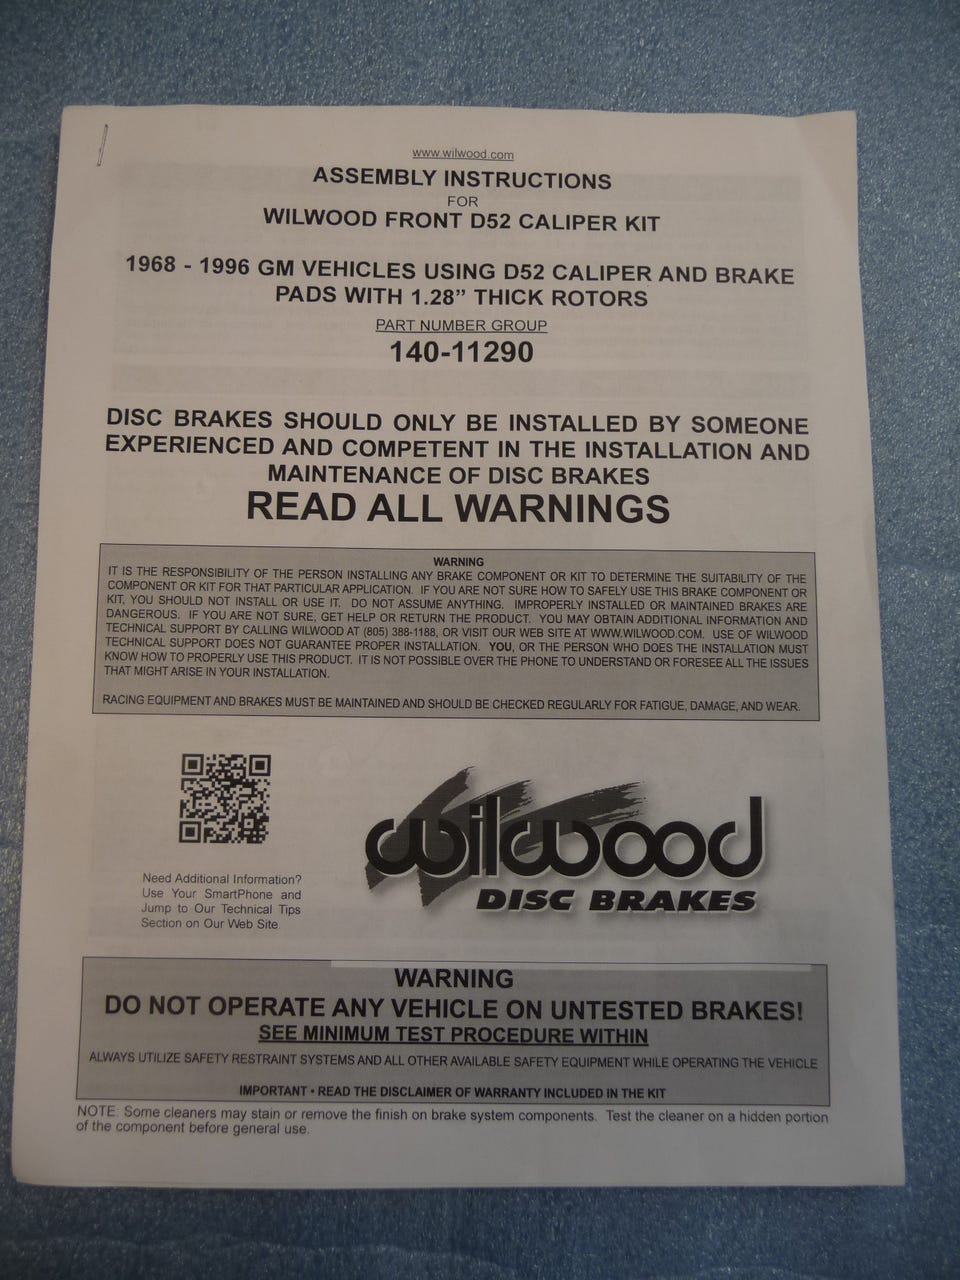 www.wilwood.com
ASSEMBLY INSTRUCTIONS
FOR
WILWOOD FRONT D52 CALIPER KIT
1968 - 1996 GM VEHICLES USING D52 CALIPER AND BRAKE
PADS WITH 1.28” THICK ROTORS
PART NUMBER GROUP
140-11290
DISC BRAKES SHOULD ONLY BE INSTALLED BY SOMEONE
EXPERIENCED AND COMPETENT IN THE INSTALLATION AND
MAINTENANCE OF DISC BRAKES
READ ALL WARNINGS
WARNING
IT IS THE RESPONSIBILITY OF THE PERSON INSTALLING ANY BRAKE COMPONENT OR KIT TO DETERMINE THE SUITABILITY OF THE
COMPONENT OR KIT FOR THAT PARTICULAR APPLICATION. IF YOU ARE NOT SURE HOW TO SAFELY USE THIS BRAKE COMPONENT OR
KIT, YOU SHOULD NOT INSTALL OR USE IT. DO NOT ASSUME ANYTHING. IMPROPERLY INSTALLED OR MAINTAINED BRAKES ARE
DANGEROUS. IF YOU ARE NOT SURE, GET HELP OR RETURN THE PRODUCT. YOU MAY OBTAIN ADDITIONAL INFORMATION AND
TECHNICAL SUPPORT BY CALLING WILWOOD AT (805) 388-1188, OR VISIT OUR WEB SITE AT WWW.WILWOOD.COM. USE OF WILWOOD
TECHNICAL SUPPORT DOES NOT GUARANTEE PROPER INSTALLATION. YOU, OR THE PERSON WHO DOES THE INSTALLATION MUST
KNOW HOW TO PROPERLY USE THIS PRODUCT. IT IS NOT POSSIBLE OVER THE PHONE TO UNDERSTAND OR FORESEE ALL THE ISSUES
THAT MIGHT ARISE IN YOUR INSTALLATION.
RACING EQUIPMENT AND BRAKES MUST BE MAINTAINED AND SHOULD BE CHECKED REGULARLY FOR FATIGUE, DAMAGE, AND WEAR.
wilwood
DISC BRAKES
Need Additional Information?
Use Your SmartPhone and
Jump to Our Technical Tips
Section on Our Web Site.
WARNING
DO NOT OPERATE ANY VEHICLE ON UNTESTED BRAKES!
SEE MINIMUM TEST PROCEDURE WITHIN
ALWAYS UTILIZE SAFETY RESTRAINT SYSTEMS AND ALL OTHER AVAILABLE SAFETY EQUIPMENT WHILE OPERATING THE VEHICLE
IMPORTANT • READ THE DISCLAIMER OF WARRANTY INCLUDED IN THE KIT
NOTE: Some cleaners may stain or remove the finish on brake system components. Test the cleaner on a hidden portion
of the component before general use.